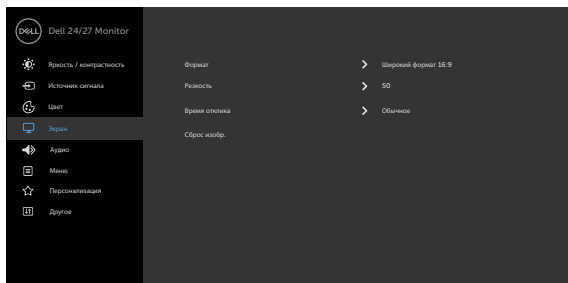 DELL Dell 24/27 Monitor
Яркость / контрастность
Формат Широкий формат 16:9
Источник сигнала
Резкость 50
Цвет
Время отклика Обычное
Экран
Сброс изобр.
Аудио
Меню
Персонализация
Другое